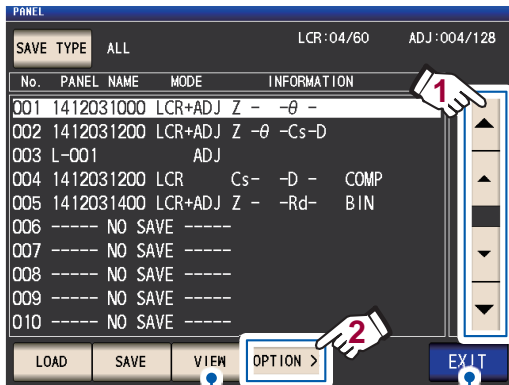 PANEL
SAVE TYPE ALL LCR:04/60 ADJ:004/128
No. PANEL NAME MODE INFORMATION
001 1412031000 LCR+ADJ Z - -θ -
002 1412031200 LCR+ADJ Z -θ -Cs-D
003 L-001 ADJ
004 1412031200 LCR Cs- -D - COMP
005 1412031400 LCR+ADJ Z - -Rd- BIN
006 ----- NO SAVE -----
007 ----- NO SAVE -----
008 ----- NO SAVE -----
009 ----- NO SAVE -----
010 ----- NO SAVE -----
1
2
LOAD SAVE VIEW OPTION > EXIT